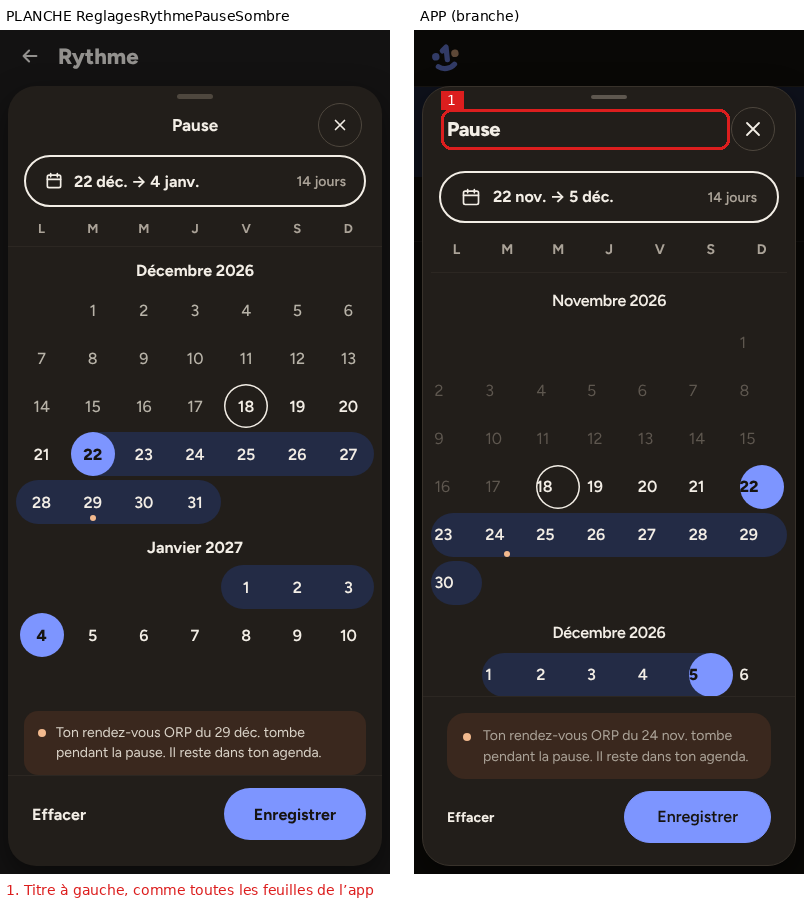 PLANCHE ReglagesRythmePauseSombre
Rythme
Pause
22 déc. → 4 janv. 14 jours
L M M J V S D
Décembre 2026
1 2 3 4 5 6
7 8 9 10 11 12 13
14 15 16 17 18 19 20
21 22 23 24 25 26 27
28 29 30 31
Janvier 2027
1 2 3
4 5 6 7 8 9 10
Ton rendez-vous ORP du 29 déc. tombe
pendant la pause. Il reste dans ton agenda.
Effacer Enregistrer
APP (branche)
1
Pause
22 nov. → 5 déc. 14 jours
L M M J V S D
Novembre 2026
1
2 3 4 5 6 7 8
9 10 11 12 13 14 15
16 17 18 19 20 21 22
23 24 25 26 27 28 29
30
Décembre 2026
1 2 3 4 5 6
Ton rendez-vous ORP du 24 nov. tombe
pendant la pause. Il reste dans ton agenda.
Effacer Enregistrer
1. Titre à gauche, comme toutes les feuilles de l’app